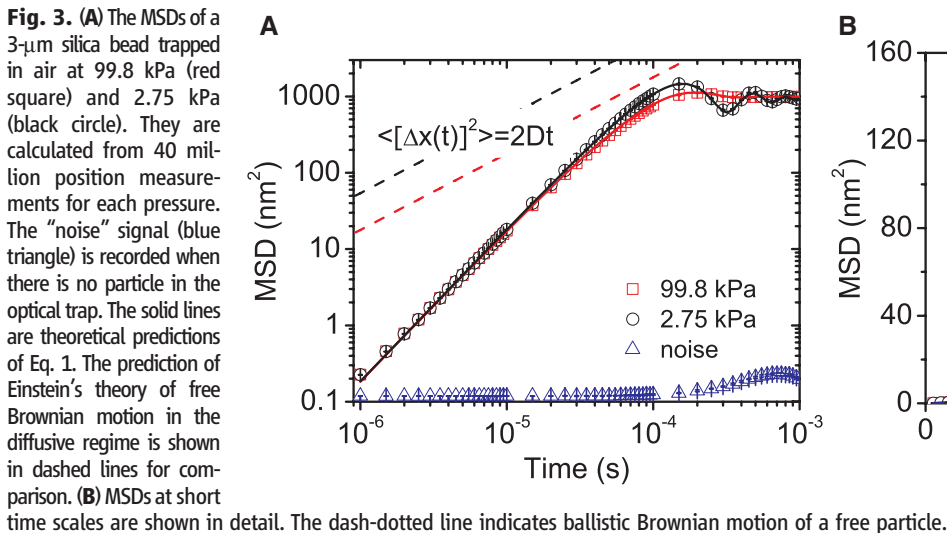 Fig. 3. (A) The MSDs of a
3-μm silica bead trapped
in air at 99.8 kPa (red
square) and 2.75 kPa
(black circle). They are
calculated from 40 mil-
lion position measure-
ments for each pressure.
The “noise” signal (blue
triangle) is recorded when
there is no particle in the
optical trap. The solid lines
are theoretical predictions
of Eq. 1. The prediction of
Einstein’s theory of free
Brownian motion in the
diffusive regime is shown
in dashed lines for com-
parison. (B) MSDs at short
time scales are shown in detail. The dash-dotted line indicates ballistic Brownian motion of a free particle.
A
MSD (nm²)
1000
100
10
1
0.1
<[Δx(t)]²>=2Dt
99.8 kPa
2.75 kPa
noise
10⁻⁶ 10⁻⁵ 10⁻⁴ 10⁻³
Time (s)
B
MSD (nm²)
160
120
80
40
0
0